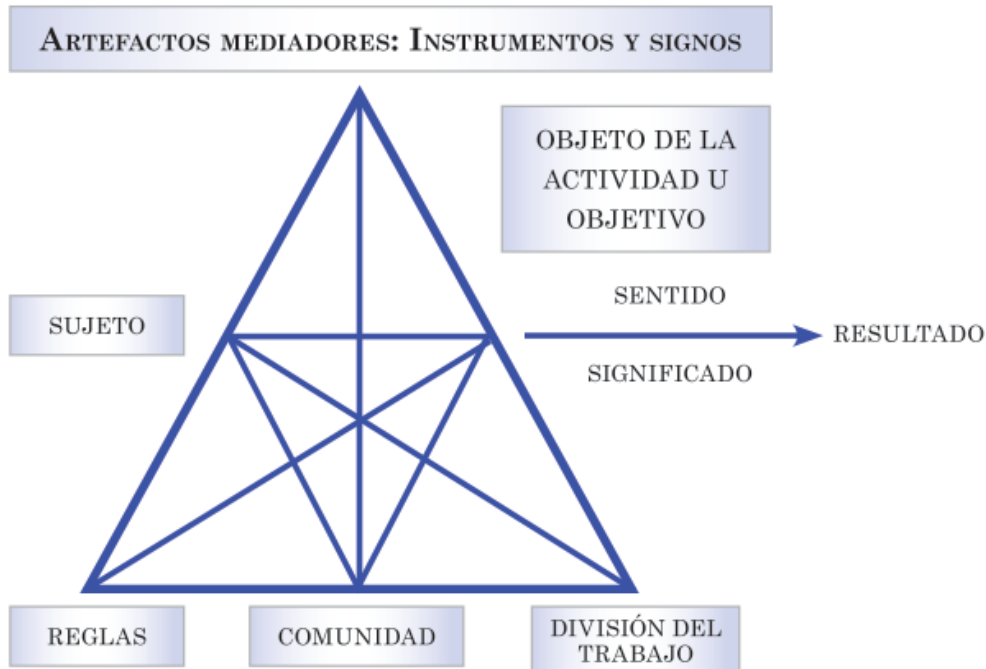 ARTEFACTOS MEDIADORES: INSTRUMENTOS Y SIGNOS
OBJETO DE LA
ACTIVIDAD U
OBJETIVO
SUJETO
SENTIDO
RESULTADO
SIGNIFICADO
REGLAS
COMUNIDAD
DIVISIÓN DEL
TRABAJO